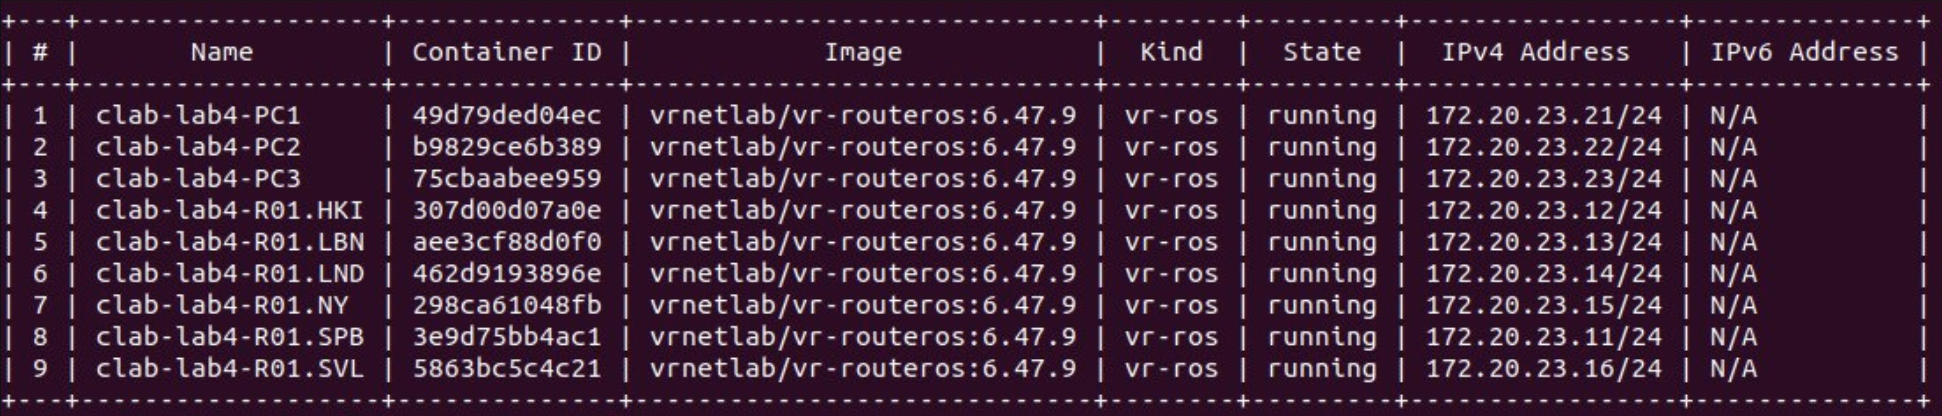 +---+--------------------+--------------+------------------------------+--------+---------+-----------------+--------------+
| # |        Name        | Container ID |            Image             |  Kind  |  State  |  IPv4 Address   | IPv6 Address |
+---+--------------------+--------------+------------------------------+--------+---------+-----------------+--------------+
| 1 | clab-lab4-PC1      | 49d79ded04ec | vrnetlab/vr-routeros:6.47.9 | vr-ros | running | 172.20.23.21/24 | N/A          |
| 2 | clab-lab4-PC2      | b9829ce6b389 | vrnetlab/vr-routeros:6.47.9 | vr-ros | running | 172.20.23.22/24 | N/A          |
| 3 | clab-lab4-PC3      | 75cbaabee959 | vrnetlab/vr-routeros:6.47.9 | vr-ros | running | 172.20.23.23/24 | N/A          |
| 4 | clab-lab4-R01.HKI | 307d00d07a0e | vrnetlab/vr-routeros:6.47.9 | vr-ros | running | 172.20.23.12/24 | N/A          |
| 5 | clab-lab4-R01.LBN | aee3cf88d0f0 | vrnetlab/vr-routeros:6.47.9 | vr-ros | running | 172.20.23.13/24 | N/A          |
| 6 | clab-lab4-R01.LND | 462d9193896e | vrnetlab/vr-routeros:6.47.9 | vr-ros | running | 172.20.23.14/24 | N/A          |
| 7 | clab-lab4-R01.NY  | 298ca61048fb | vrnetlab/vr-routeros:6.47.9 | vr-ros | running | 172.20.23.15/24 | N/A          |
| 8 | clab-lab4-R01.SPB | 3e9d75bb4ac1 | vrnetlab/vr-routeros:6.47.9 | vr-ros | running | 172.20.23.11/24 | N/A          |
| 9 | clab-lab4-R01.SVL | 5863bc5c4c21 | vrnetlab/vr-routeros:6.47.9 | vr-ros | running | 172.20.23.16/24 | N/A          |
+---+--------------------+--------------+------------------------------+--------+---------+-----------------+--------------+